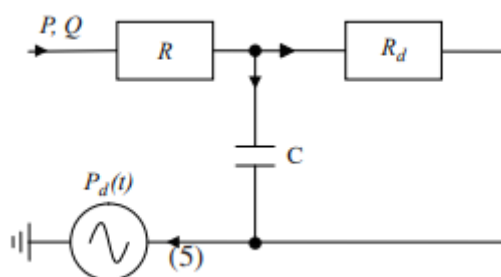 P, Q
R
R_d
C
P_d(t)
(5)